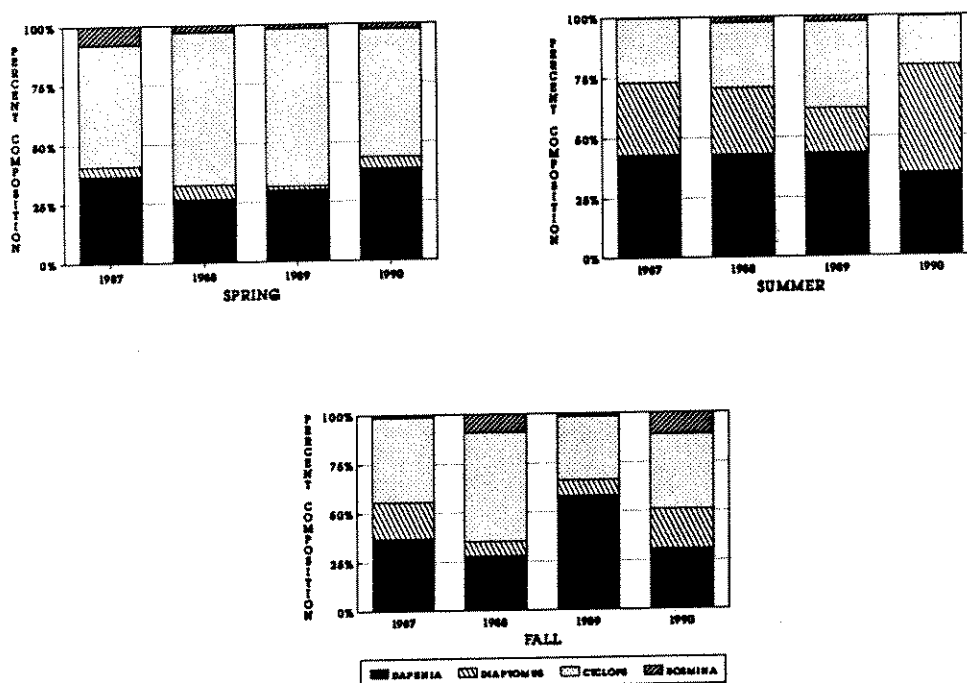 PERCENT COMPOSITION
100%
75%
50%
25%
0%
1987 1988 1989 1990
SPRING
PERCENT COMPOSITION
100%
75%
50%
25%
0%
1987 1988 1989 1990
SUMMER
PERCENT COMPOSITION
100%
75%
50%
25%
0%
1987 1988 1989 1990
FALL
DAPHNIA DIAPTOMUS CYCLOPS BOSMINA